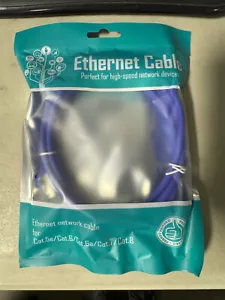 Ethernet Cable
Perfect for high-speed network device
Ethernet network cable
for
Cat.5e/Cat.6/Cat.6a/Cat.7/Cat.8